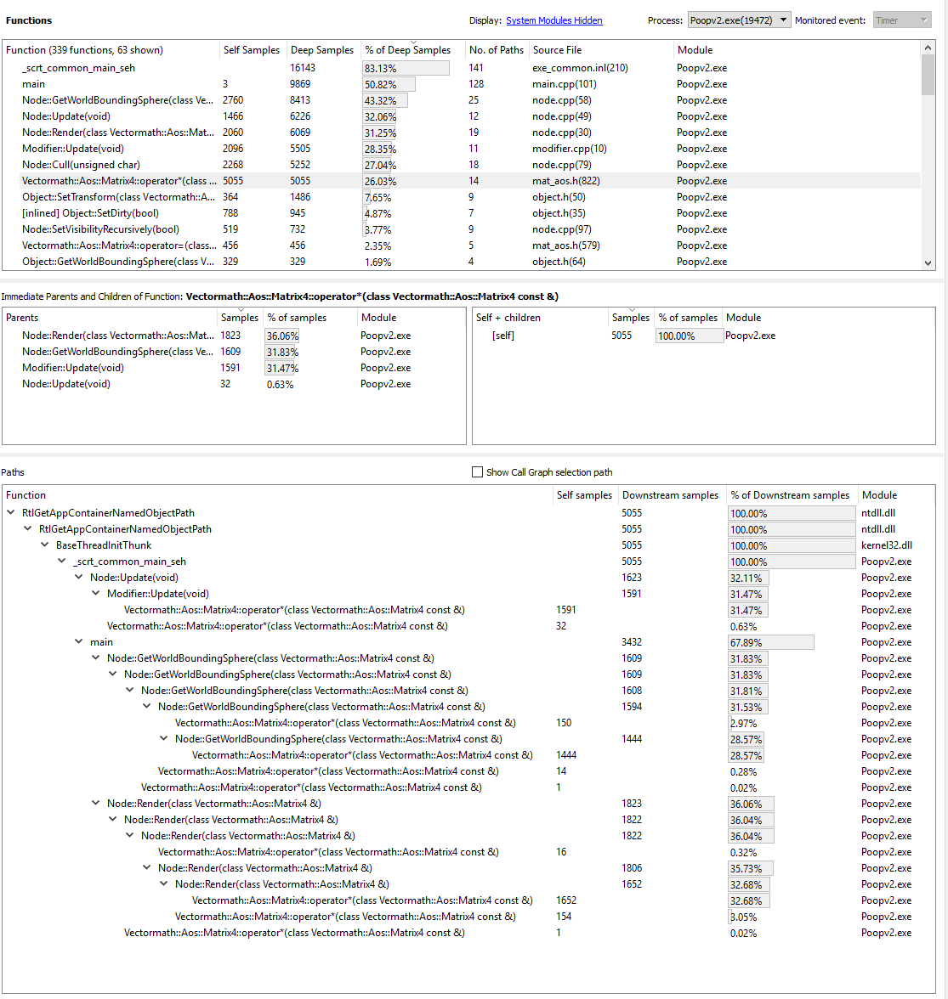 Functions Display: System Modules Hidden Process: Poopv2.exe(19472) Monitored event: Timer
Function (339 functions, 63 shown) Self Samples Deep Samples % of Deep Samples No. of Paths Source File Module
_scrt_common_main_seh 16143 83.13% 141 exe_common.inl(210) Poopv2.exe
main 3 9869 50.82% 128 main.cpp(101) Poopv2.exe
Node::GetWorldBoundingSphere(class Ve... 2760 8413 43.32% 25 node.cpp(58) Poopv2.exe
Node::Update(void) 1466 6226 32.06% 12 node.cpp(49) Poopv2.exe
Node::Render(class Vectormath::Aos::Mat... 2060 6069 31.25% 19 node.cpp(30) Poopv2.exe
Modifier::Update(void) 2096 5505 28.35% 11 modifier.cpp(10) Poopv2.exe
Node::Cull(unsigned char) 2268 5252 27.04% 18 node.cpp(79) Poopv2.exe
Vectormath::Aos::Matrix4::operator*(class ... 5055 5055 26.03% 14 mat_aos.h(822) Poopv2.exe
Object::SetTransform(class Vectormath::A... 364 1486 7.65% 9 object.h(50) Poopv2.exe
[inlined] Object::SetDirty(bool) 788 945 4.87% 7 object.h(35) Poopv2.exe
Node::SetVisibilityRecursively(bool) 519 732 3.77% 9 node.cpp(97) Poopv2.exe
Vectormath::Aos::Matrix4::operator=(class... 456 456 2.35% 5 mat_aos.h(579) Poopv2.exe
Object::GetWorldBoundingSphere(class V... 329 329 1.69% 4 object.h(64) Poopv2.exe
Immediate Parents and Children of Function: Vectormath::Aos::Matrix4::operator*(class Vectormath::Aos::Matrix4 const &)
Parents Samples % of samples Module Self + children Samples % of samples Module
Node::Render(class Vectormath::Aos::Mat... 1823 36.06% Poopv2.exe [self] 5055 100.00% Poopv2.exe
Node::GetWorldBoundingSphere(class Ve... 1609 31.83% Poopv2.exe
Modifier::Update(void) 1591 31.47% Poopv2.exe
Node::Update(void) 32 0.63% Poopv2.exe
Paths Show Call Graph selection path
Function Self samples Downstream samples % of Downstream samples Module
RtlGetAppContainerNamedObjectPath 5055 100.00% ntdll.dll
RtlGetAppContainerNamedObjectPath 5055 100.00% ntdll.dll
BaseThreadInitThunk 5055 100.00% kernel32.dll
_scrt_common_main_seh 5055 100.00% Poopv2.exe
Node::Update(void) 1623 32.11% Poopv2.exe
Modifier::Update(void) 1591 31.47% Poopv2.exe
Vectormath::Aos::Matrix4::operator*(class Vectormath::Aos::Matrix4 const &) 1591 31.47% Poopv2.exe
Vectormath::Aos::Matrix4::operator*(class Vectormath::Aos::Matrix4 const &) 32 0.63% Poopv2.exe
main 3432 67.89% Poopv2.exe
Node::GetWorldBoundingSphere(class Vectormath::Aos::Matrix4 const &) 1609 31.83% Poopv2.exe
Node::GetWorldBoundingSphere(class Vectormath::Aos::Matrix4 const &) 1609 31.83% Poopv2.exe
Node::GetWorldBoundingSphere(class Vectormath::Aos::Matrix4 const &) 1608 31.81% Poopv2.exe
Node::GetWorldBoundingSphere(class Vectormath::Aos::Matrix4 const &) 1594 31.53% Poopv2.exe
Vectormath::Aos::Matrix4::operator*(class Vectormath::Aos::Matrix4 const &) 150 2.97% Poopv2.exe
Node::GetWorldBoundingSphere(class Vectormath::Aos::Matrix4 const &) 1444 28.57% Poopv2.exe
Vectormath::Aos::Matrix4::operator*(class Vectormath::Aos::Matrix4 const &) 1444 28.57% Poopv2.exe
Vectormath::Aos::Matrix4::operator*(class Vectormath::Aos::Matrix4 const &) 14 0.28% Poopv2.exe
Vectormath::Aos::Matrix4::operator*(class Vectormath::Aos::Matrix4 const &) 1 0.02% Poopv2.exe
Node::Render(class Vectormath::Aos::Matrix4 &) 1823 36.06% Poopv2.exe
Node::Render(class Vectormath::Aos::Matrix4 &) 1822 36.04% Poopv2.exe
Node::Render(class Vectormath::Aos::Matrix4 &) 1822 36.04% Poopv2.exe
Vectormath::Aos::Matrix4::operator*(class Vectormath::Aos::Matrix4 const &) 16 0.32% Poopv2.exe
Node::Render(class Vectormath::Aos::Matrix4 &) 1806 35.73% Poopv2.exe
Node::Render(class Vectormath::Aos::Matrix4 &) 1652 32.68% Poopv2.exe
Vectormath::Aos::Matrix4::operator*(class Vectormath::Aos::Matrix4 const &) 1652 32.68% Poopv2.exe
Vectormath::Aos::Matrix4::operator*(class Vectormath::Aos::Matrix4 const &) 154 3.05% Poopv2.exe
Vectormath::Aos::Matrix4::operator*(class Vectormath::Aos::Matrix4 const &) 1 0.02% Poopv2.exe